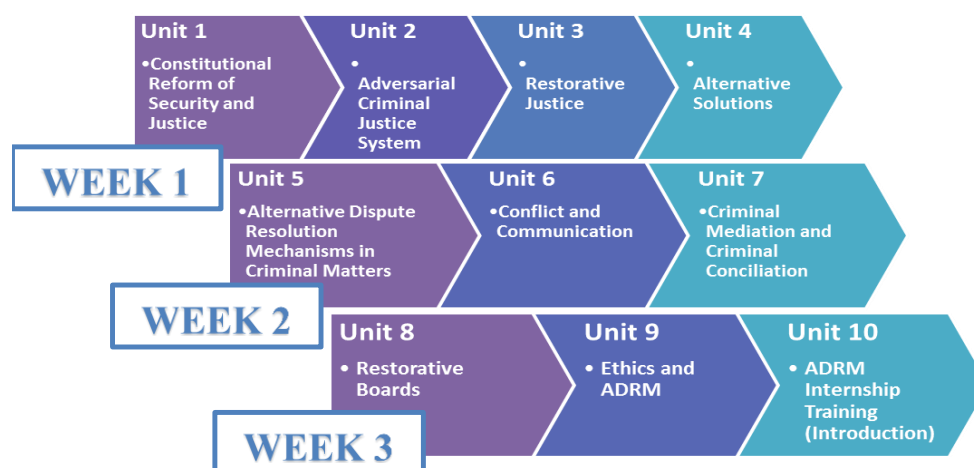 Unit 1
•Constitutional
Reform of
Security and
Justice
Unit 2
•
Adversarial
Criminal
Justice
System
Unit 3
•
Restorative
Justice
Unit 4
•
Alternative
Solutions
WEEK 1
Unit 5
•Alternative Dispute
Resolution
Mechanisms in
Criminal Matters
Unit 6
•Conflict and
Communication
Unit 7
•Criminal
Mediation and
Criminal
Conciliation
WEEK 2
Unit 8
• Restorative
Boards
Unit 9
• Ethics and
ADRM
Unit 10
• ADRM
Internship
Training
(Introduction)
WEEK 3